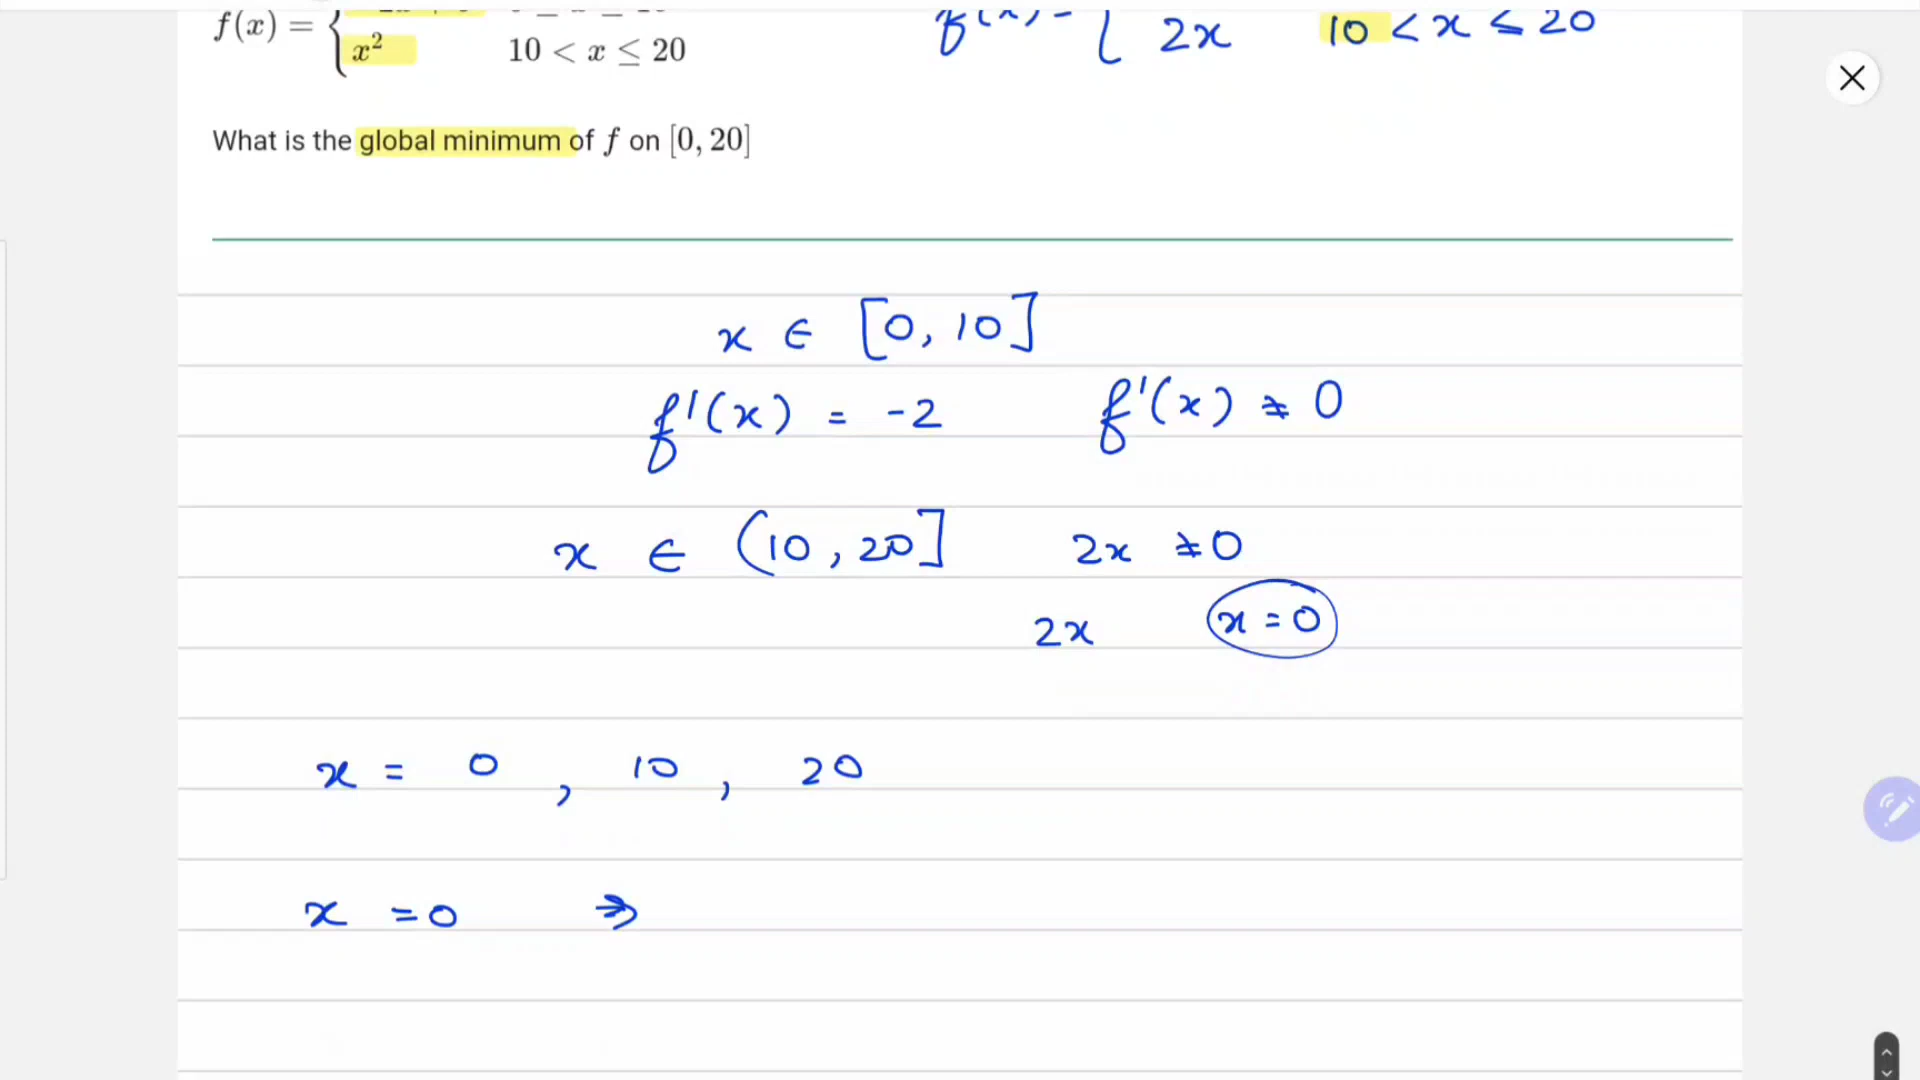 f(x) = { x² 10 < x ≤ 20
2x 10 < x ≤ 20
What is the global minimum of f on [0, 20]
x ∈ [0, 10]
f'(x) = -2 f'(x) ≠ 0
x ∈ (10, 20] 2x ≠ 0
2x x = 0
x = 0 , 10 , 20
x = 0 ⇒